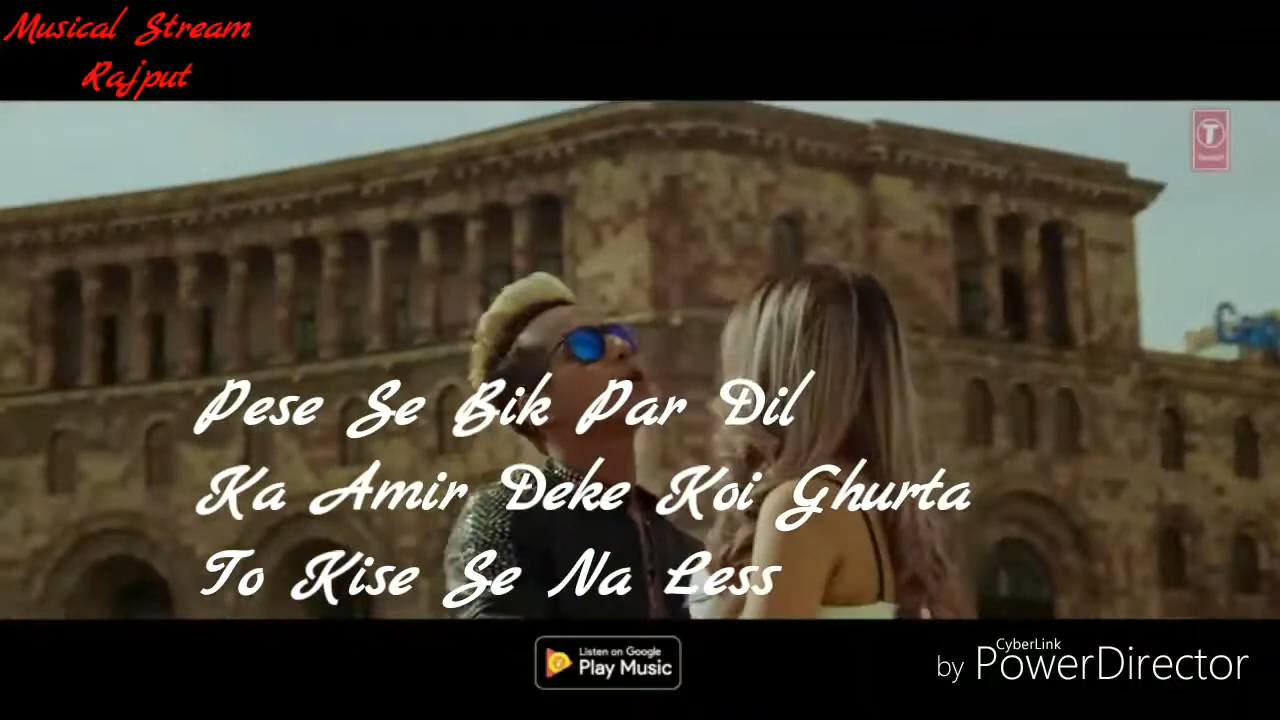 Musical Stream
Rajput
T
Pese Se Bik Par Dil
Ka Amir Deke Koi Ghurta
To Kise Se Na Less
Listen on Google
Play Music
CyberLink
by PowerDirector